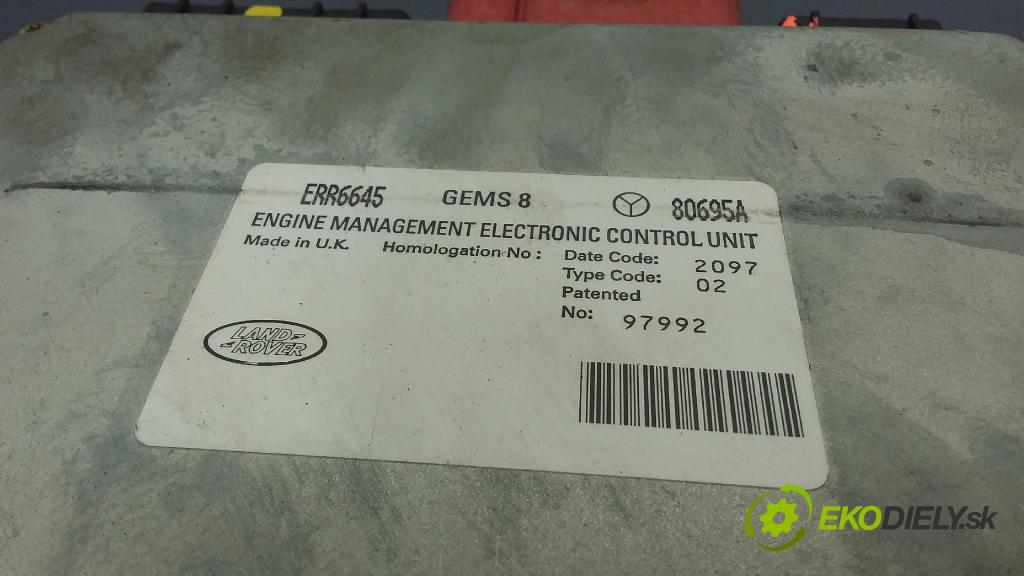 ERR6645 GEMS 8 80695A
ENGINE MANAGEMENT ELECTRONIC CONTROL UNIT
Made in U.K. Homologation No : Date Code: 2097
Type Code: 02
Patented
No: 97992
LAND-
-ROVER
EKODIELY.sk